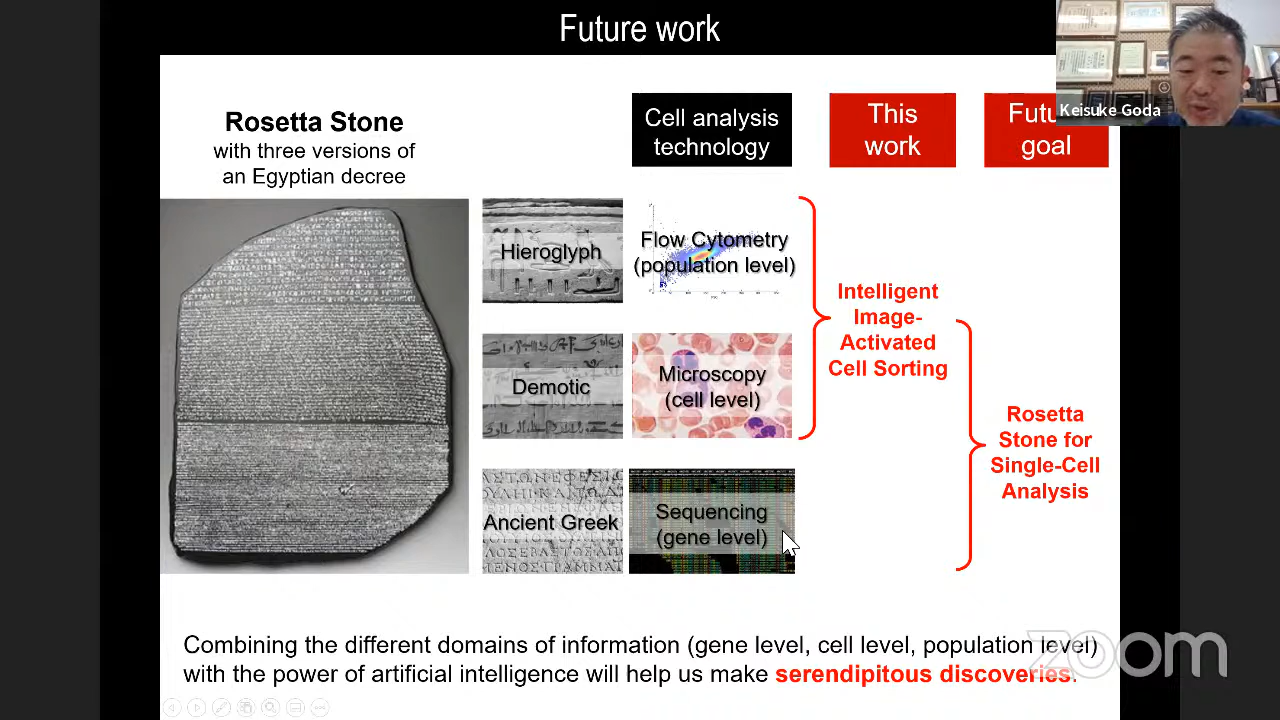 Future work
Keisuke Goda
Rosetta Stone
with three versions of
an Egyptian decree
Cell analysis
technology
This
work
goal
Hieroglyph
Flow Cytometry
(population level)
Demotic
Microscopy
(cell level)
Ancient Greek
Sequencing
(gene level)
Intelligent
Image-
Activated
Cell Sorting
Rosetta
Stone for
Single-Cell
Analysis
Combining the different domains of information (gene level, cell level, population level)
with the power of artificial intelligence will help us make serendipitous discoveries.
zoom